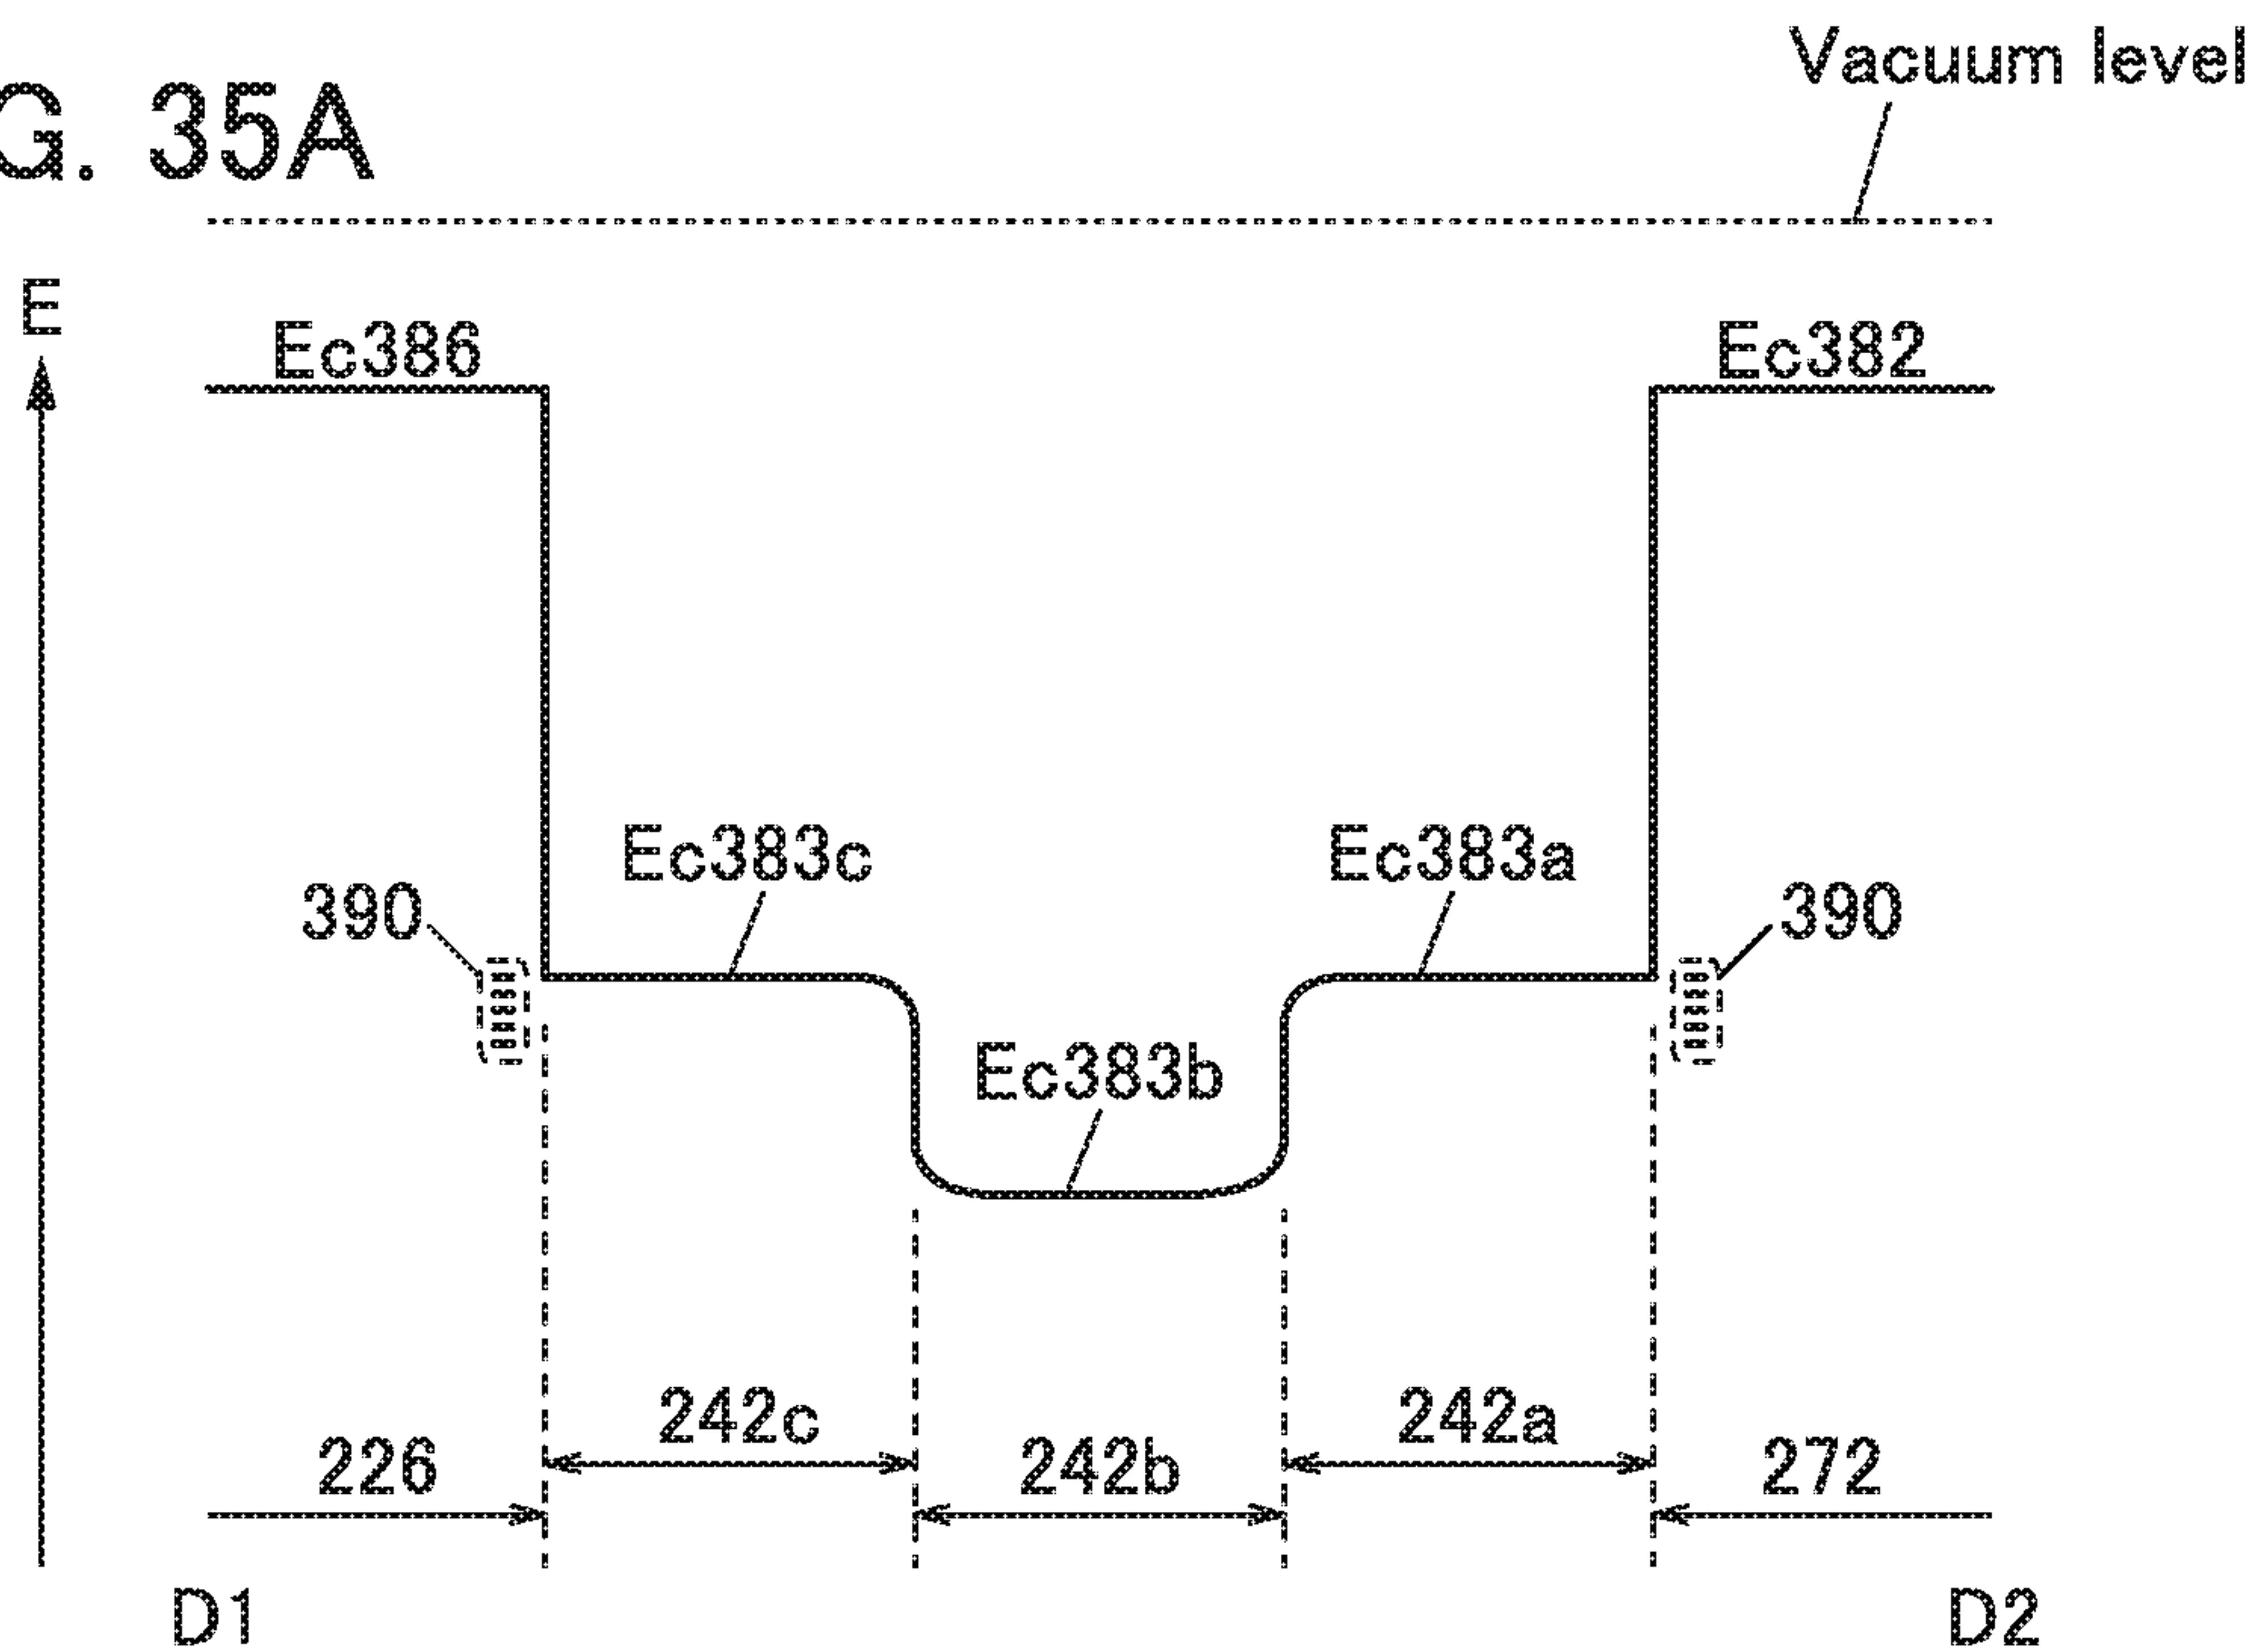 G. 35A
Vacuum level
E
Ec386
Ec382
Ec383c
Ec383a
390
390
Ec383b
242c
242a
226
242b
272
D1
D2